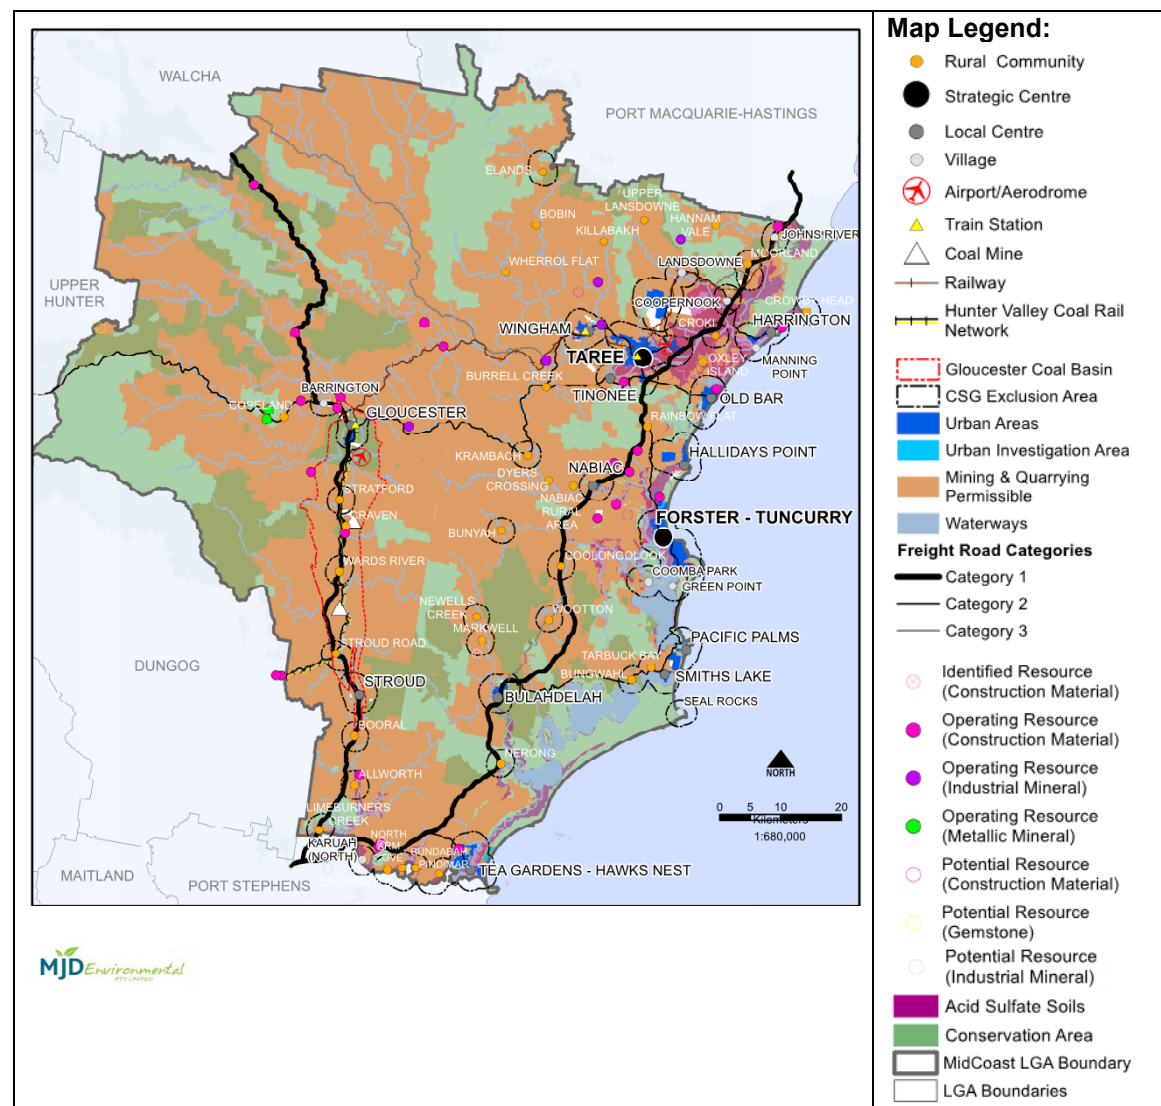 WALCHA
PORT MACQUARIE-HASTINGS
ELANDS
UPPER
LANSDOWNE
BOBIN
HANNAM
VALE
KILLABAKH
JOHNS RIVER
MOORLAND
WHERROL FLAT
LANDSDOWNE
UPPER
HUNTER
COOPERNOOK
CROWDY HEAD
CROKI
HARRINGTON
WINGHAM
TAREE
MANNING
POINT
OXLEY
ISLAND
BURRELL CREEK
TINONEE
BARRINGTON
OLD BAR
COPELAND
GLOUCESTER
RAINBOW FLAT
KRAMBACH
HALLIDAYS POINT
DYERS
CROSSING
NABIAC
STRATFORD
NABIAC
RURAL
AREA
CRAVEN
FORSTER - TUNCURRY
BUNYAH
WARDS RIVER
COOLONGOLOOK
COOMBA PARK
GREEN POINT
NEWELLS
CREEK
WOOTTON
MARKWELL
PACIFIC PALMS
STROUD ROAD
TARBUCK BAY
DUNGOG
BUNGWAHL
SMITHS LAKE
STROUD
BULAHDELAH
SEAL ROCKS
BOORAL
NERONG
NORTH
ALLWORTH
0 5 10 20
Kilometers
1:680,000
LIMEBURNERS
CREEK
NORTH
ARM
COVE
KARUAH
(NORTH)
BUNDABAH
PINDIMAR
TEA GARDENS - HAWKS NEST
MAITLAND
PORT STEPHENS
MJD Environmental
PTY LIMITED
Map Legend:
Rural Community
Strategic Centre
Local Centre
Village
Airport/Aerodrome
Train Station
Coal Mine
Railway
Hunter Valley Coal Rail
Network
Gloucester Coal Basin
CSG Exclusion Area
Urban Areas
Urban Investigation Area
Mining & Quarrying
Permissible
Waterways
Freight Road Categories
Category 1
Category 2
Category 3
Identified Resource
(Construction Material)
Operating Resource
(Construction Material)
Operating Resource
(Industrial Mineral)
Operating Resource
(Metallic Mineral)
Potential Resource
(Construction Material)
Potential Resource
(Gemstone)
Potential Resource
(Industrial Mineral)
Acid Sulfate Soils
Conservation Area
MidCoast LGA Boundary
LGA Boundaries